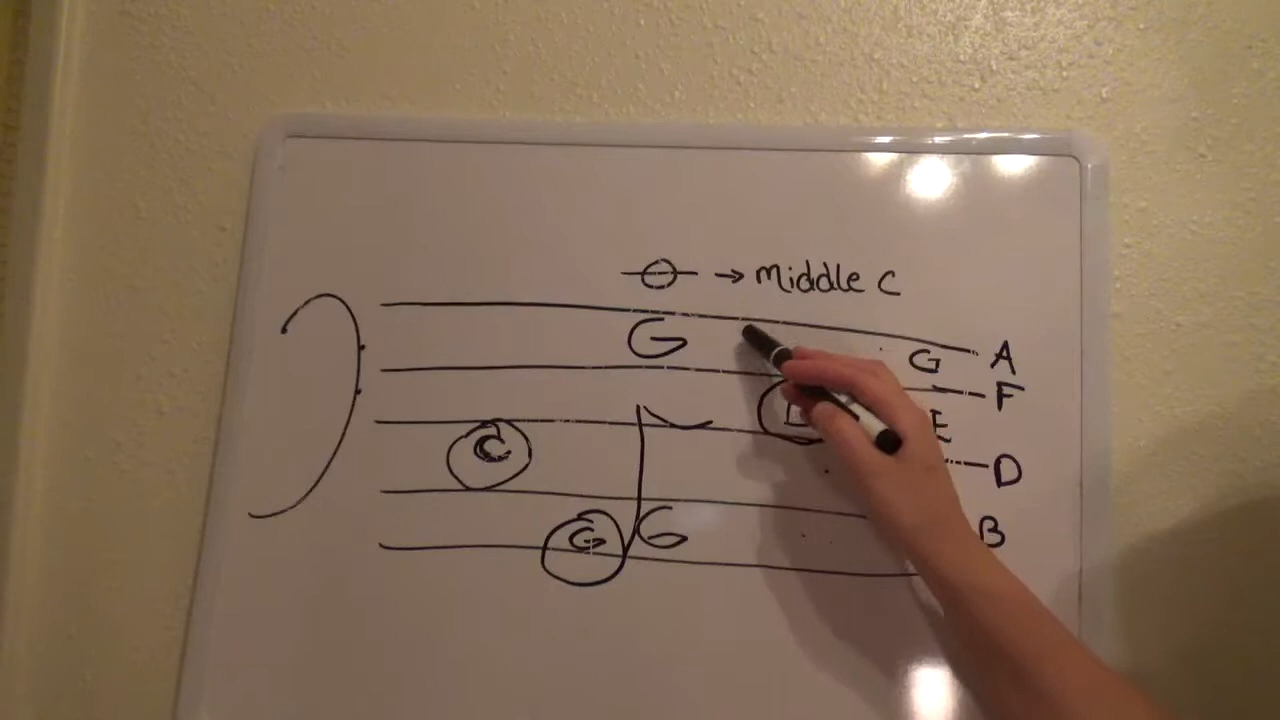 → Middle C
G G A
F
E
C D
G G B